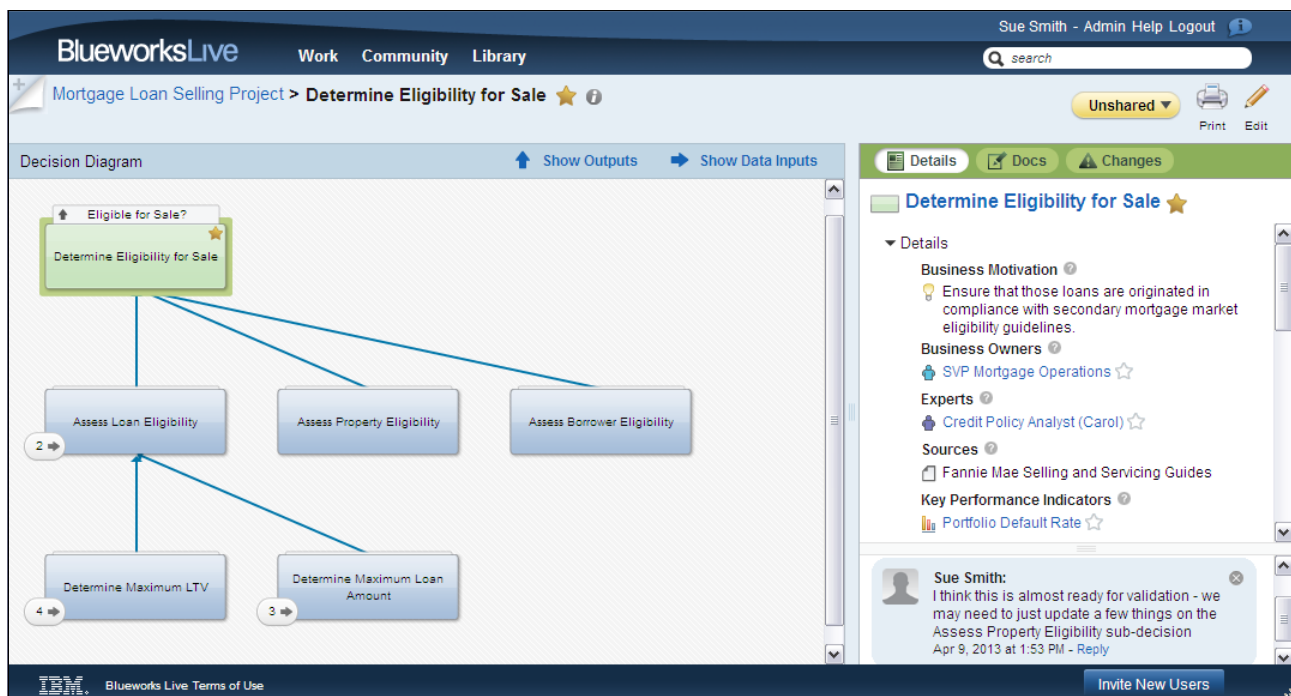 Sue Smith - Admin Help Logout
BlueworksLive
Work Community Library
search
Mortgage Loan Selling Project > Determine Eligibility for Sale
Unshared
Print Edit
Decision Diagram
Show Outputs
Show Data Inputs
Eligible for Sale?
Determine Eligibility for Sale
Assess Loan Eligibility
2
Assess Property Eligibility
Assess Borrower Eligibility
Determine Maximum LTV
4
Determine Maximum Loan
Amount
3
Details
Docs
Changes
Determine Eligibility for Sale
Details
Business Motivation ?
Ensure that those loans are originated in
compliance with secondary mortgage market
eligibility guidelines.
Business Owners ?
SVP Mortgage Operations
Experts ?
Credit Policy Analyst (Carol)
Sources ?
Fannie Mae Selling and Servicing Guides
Key Performance Indicators ?
Portfolio Default Rate
Sue Smith:
I think this is almost ready for validation - we
may need to just update a few things on the
Assess Property Eligibility sub-decision
Apr 9, 2013 at 1:53 PM - Reply
IBM. Blueworks Live Terms of Use
Invite New Users